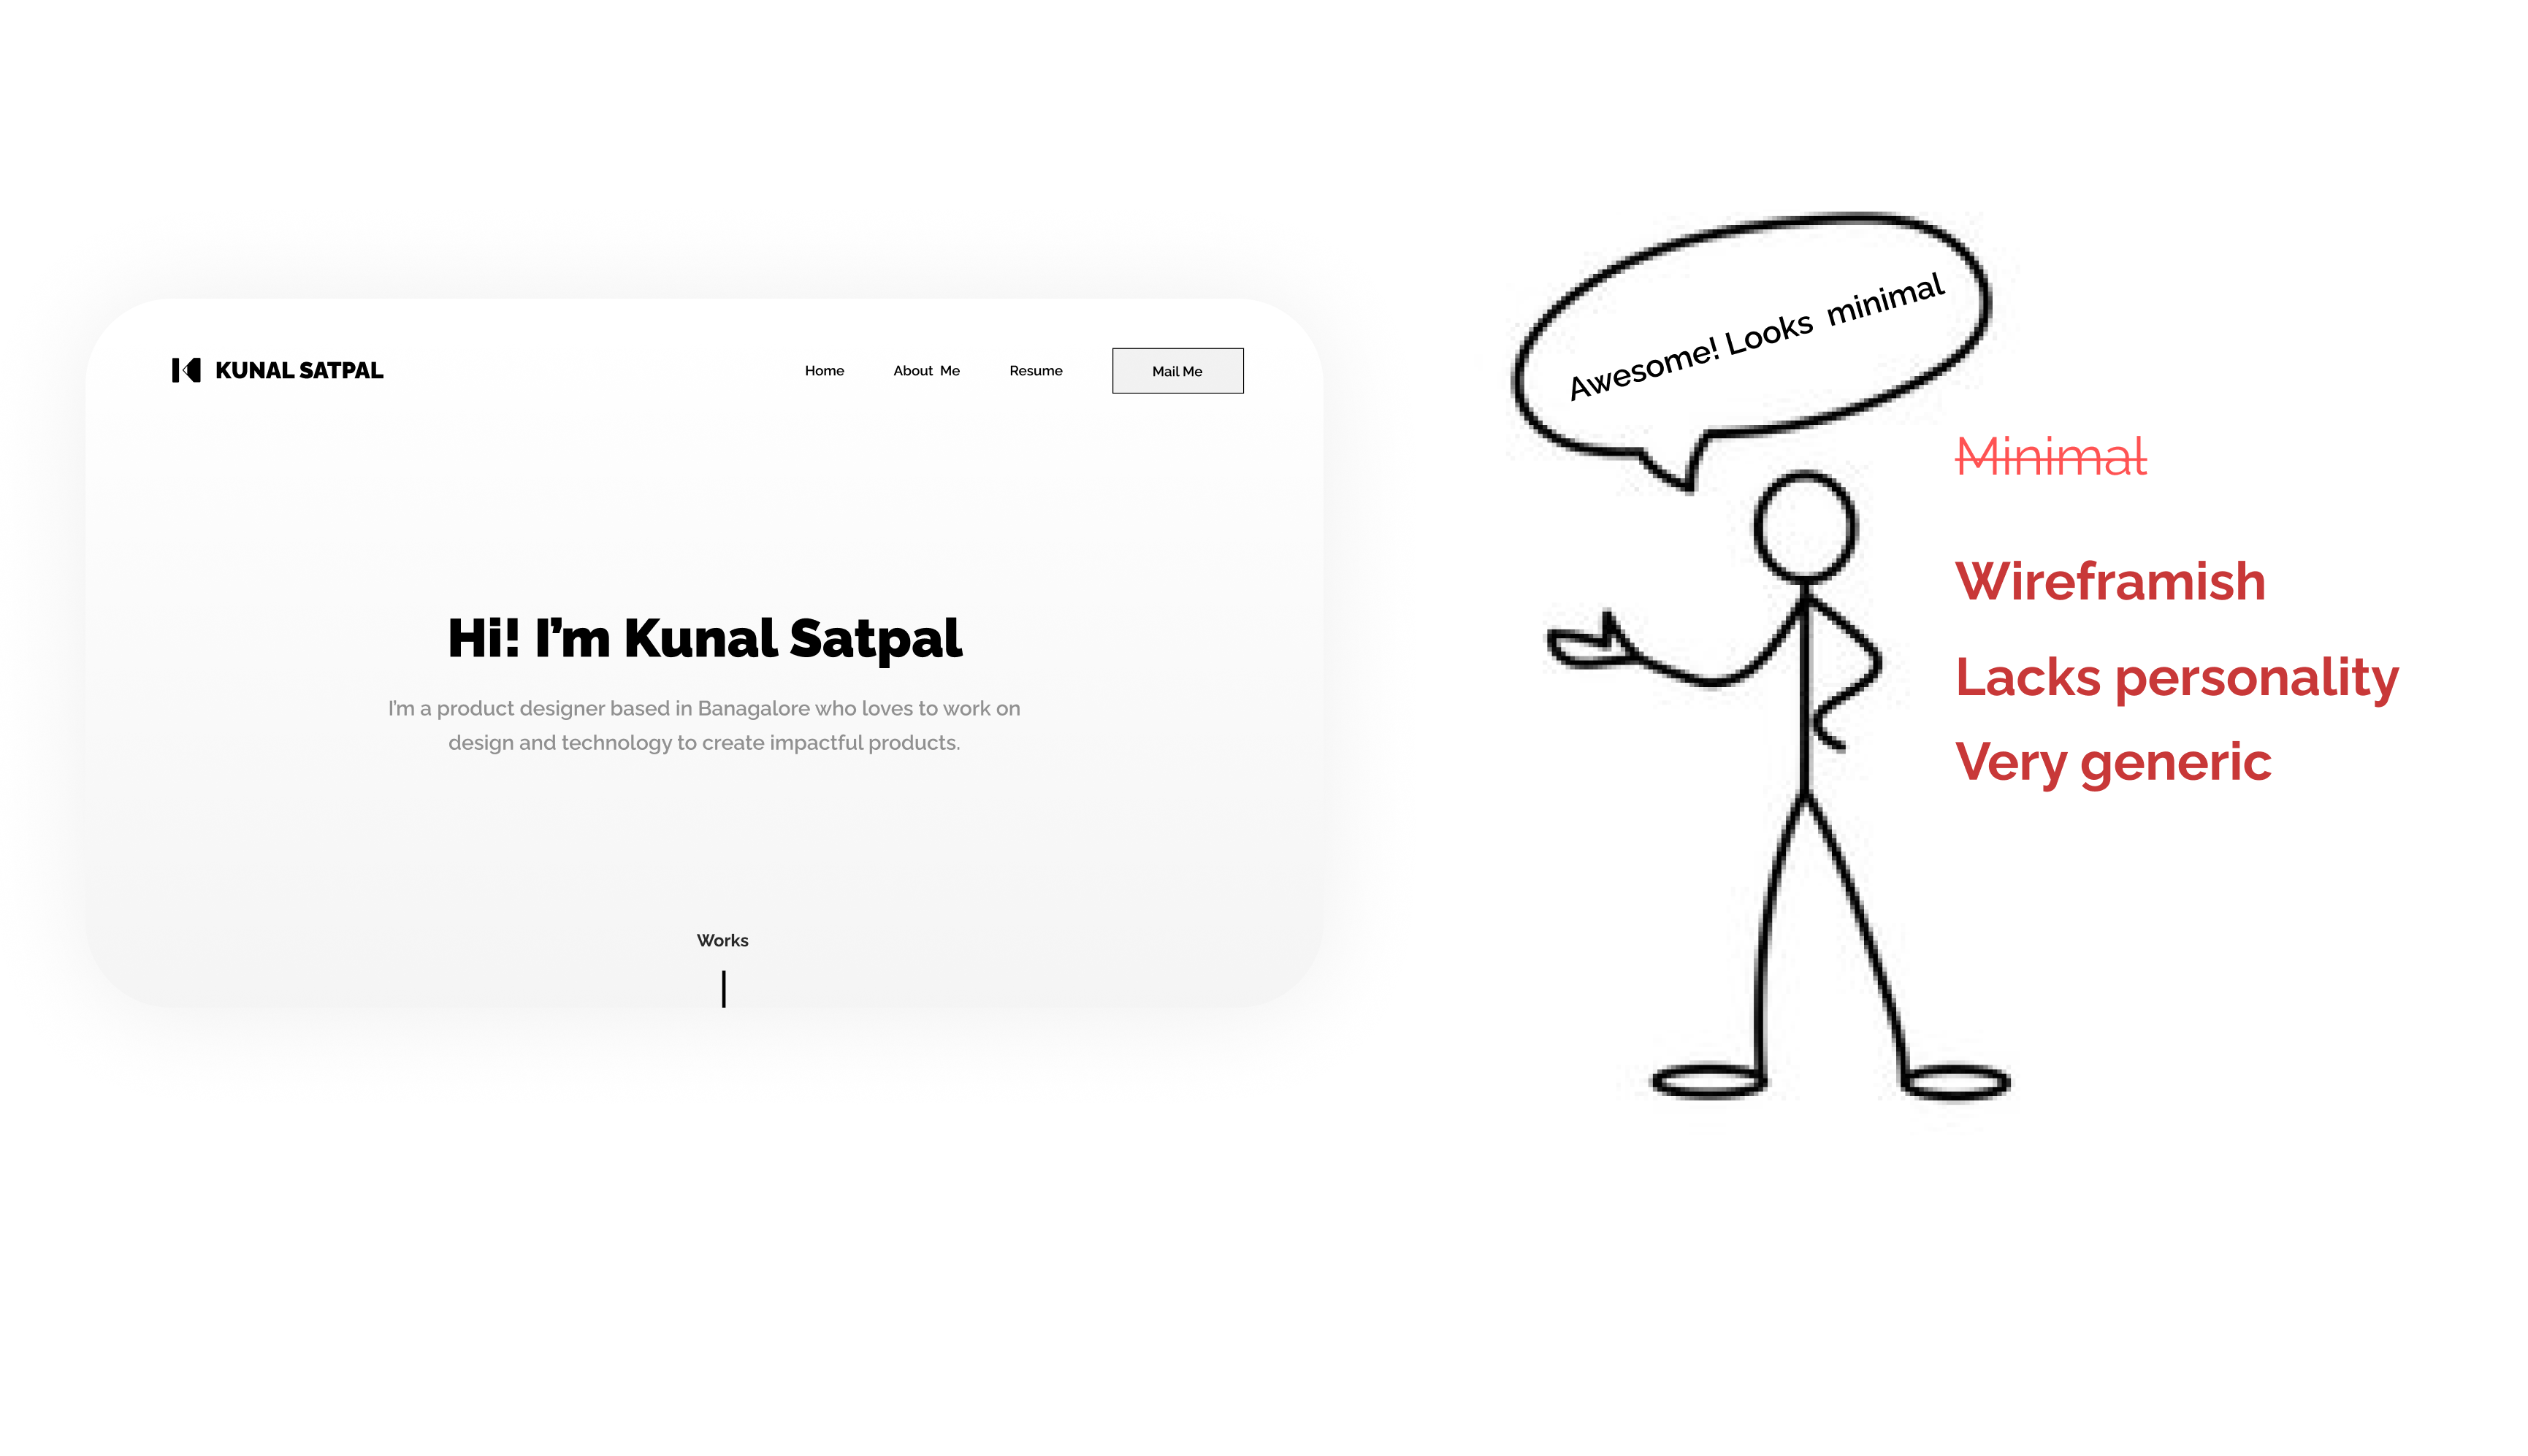 KUNAL SATPAL
Home
About Me
Resume
Mail Me
Hi! I’m Kunal Satpal
I’m a product designer based in Banagalore who loves to work on
design and technology to create impactful products.
Works
Awesome! Looks minimal
Minimal
Wireframish
Lacks personality
Very generic